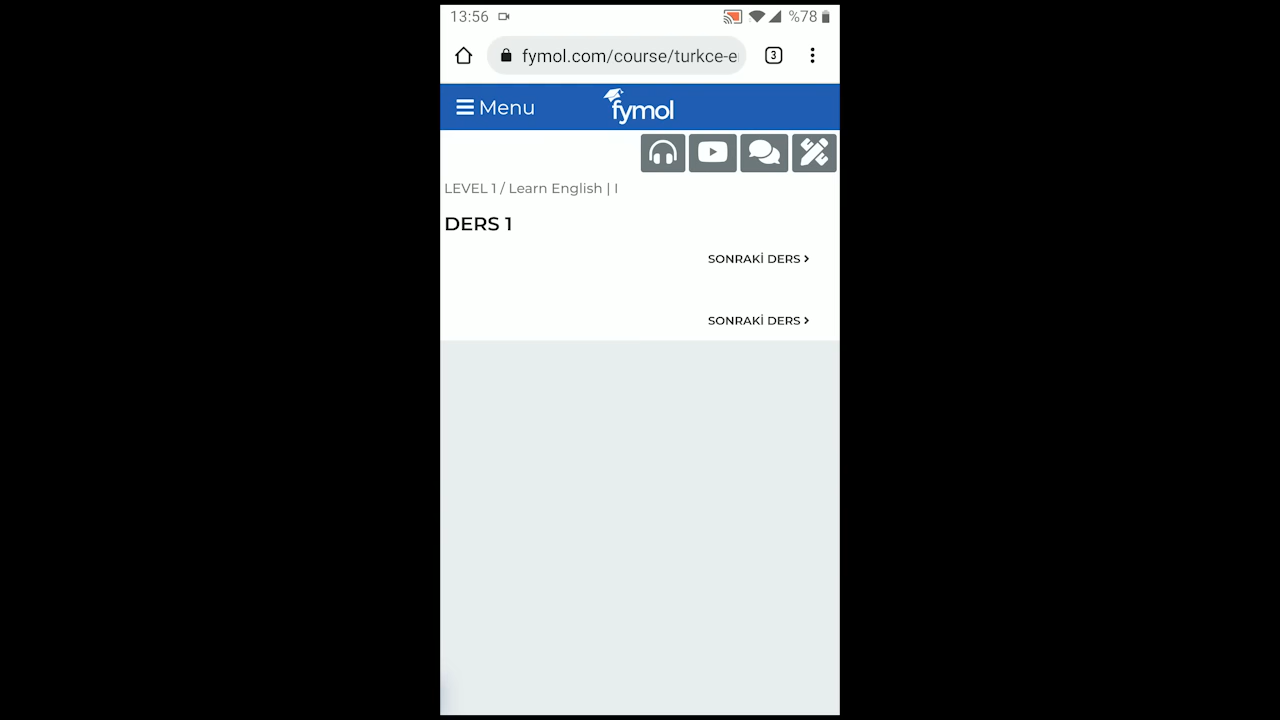 13:56 %78
fymol.com/course/turkce-e 3
Menu fymol
LEVEL 1 / Learn English | I
DERS 1
SONRAKİ DERS >
SONRAKİ DERS >